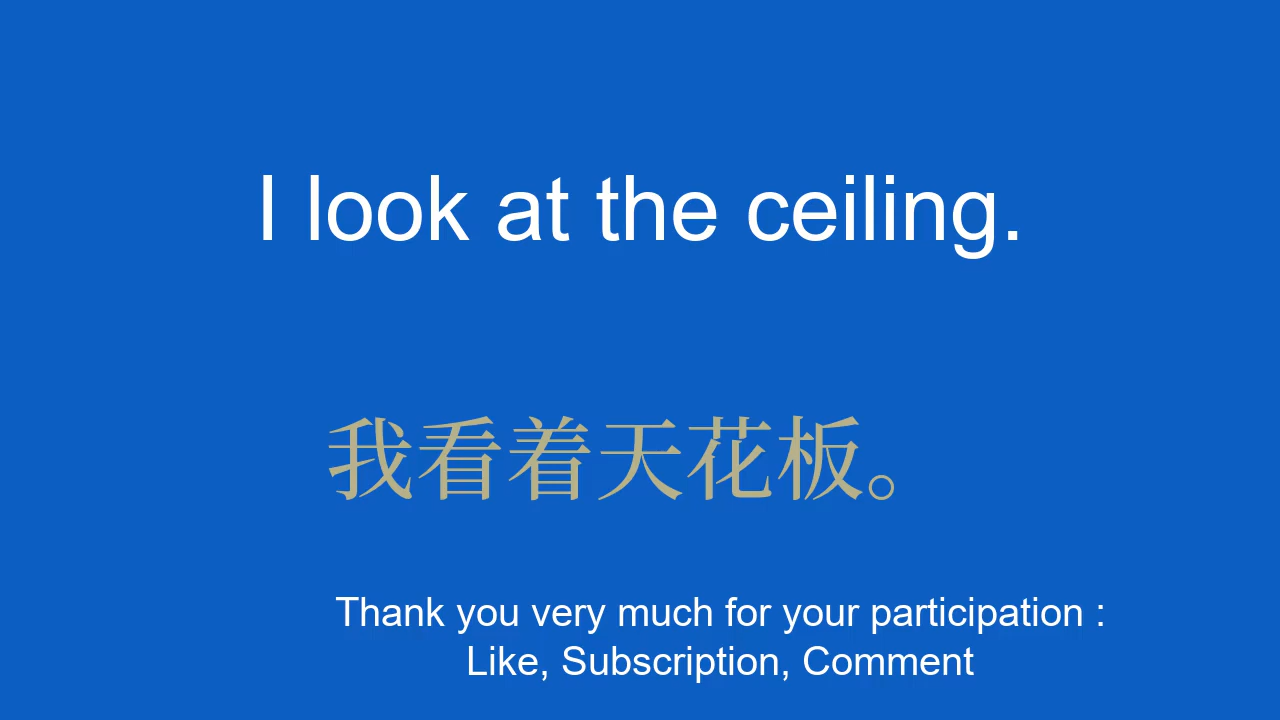 I look at the ceiling.
我看着天花板。
Thank you very much for your participation :
Like, Subscription, Comment